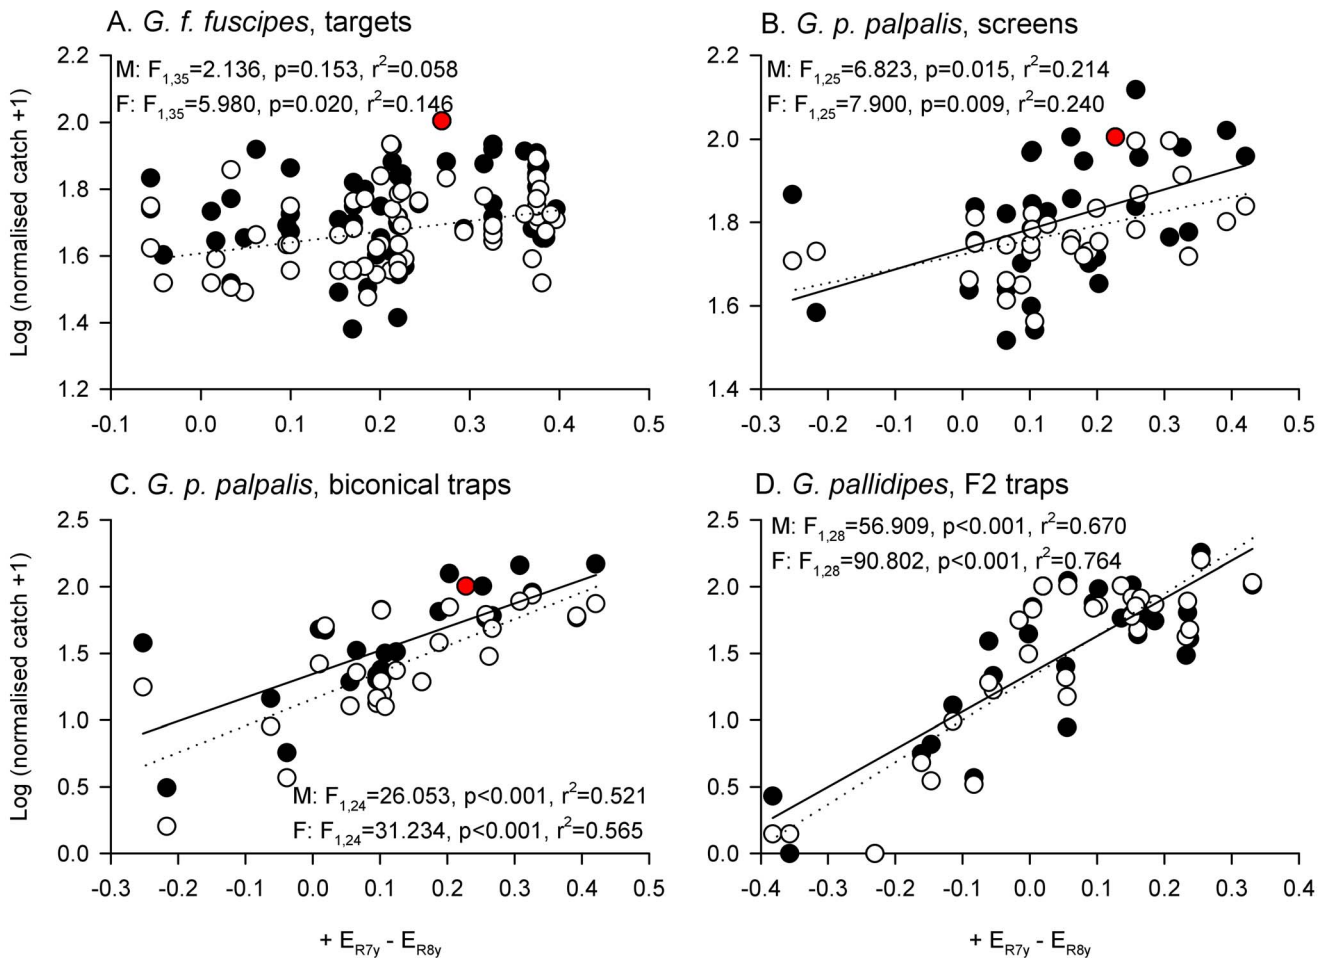 A. G. f. fuscipes, targets
M: F1,35=2.136, p=0.153, r2=0.058
F: F1,35=5.980, p=0.020, r2=0.146
Log (normalised catch +1)
2.2
2.0
1.8
1.6
1.4
1.2
-0.1 0.0 0.1 0.2 0.3 0.4 0.5
B. G. p. palpalis, screens
M: F1,25=6.823, p=0.015, r2=0.214
F: F1,25=7.900, p=0.009, r2=0.240
2.2
2.0
1.8
1.6
1.4
-0.3 -0.2 -0.1 0.0 0.1 0.2 0.3 0.4 0.5
C. G. p. palpalis, biconical traps
Log (normalised catch +1)
2.5
2.0
1.5
1.0
0.5
0.0
M: F1,24=26.053, p<0.001, r2=0.521
F: F1,24=31.234, p<0.001, r2=0.565
-0.3 -0.2 -0.1 0.0 0.1 0.2 0.3 0.4 0.5
+ ER7y - ER8y
D. G. pallidipes, F2 traps
M: F1,28=56.909, p<0.001, r2=0.670
F: F1,28=90.802, p<0.001, r2=0.764
2.5
2.0
1.5
1.0
0.5
0.0
-0.4 -0.3 -0.2 -0.1 0.0 0.1 0.2 0.3 0.4
+ ER7y - ER8y